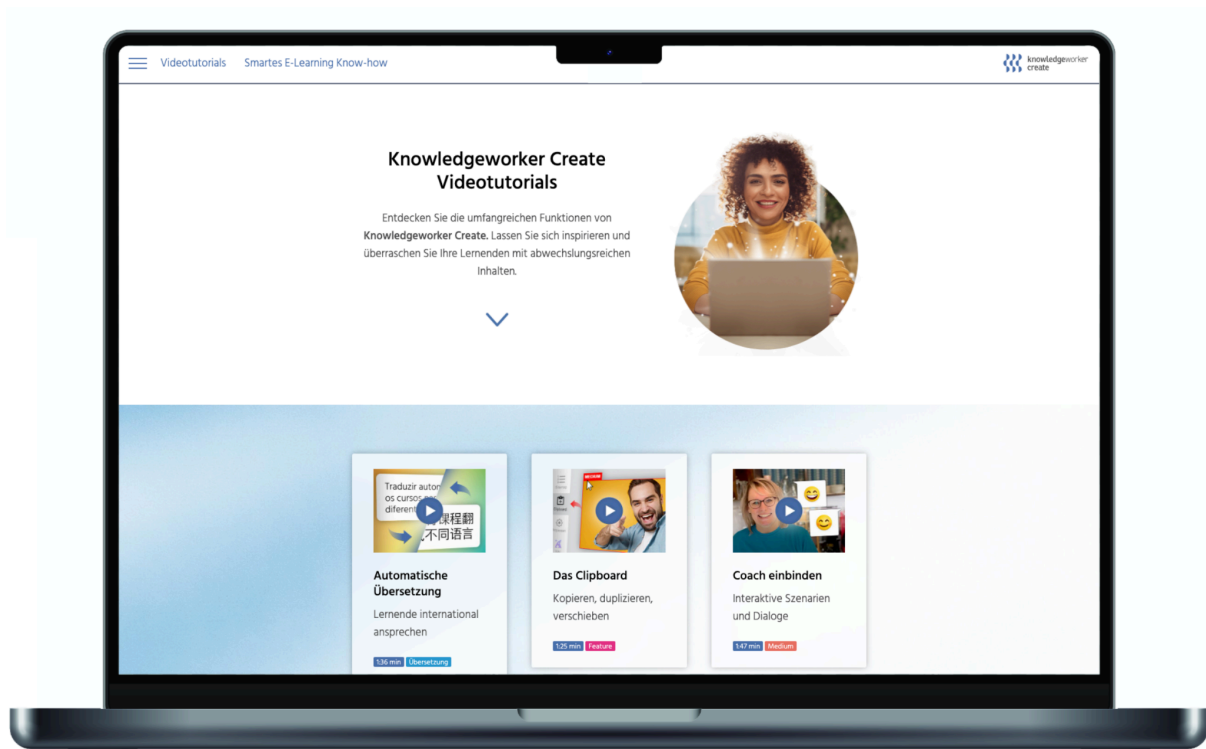 Videotutorials
Smartes E-Learning Know-how
knowledgeworker
create
Knowledgeworker Create
Videotutorials
Entdecken Sie die umfangreichen Funktionen von
Knowledgeworker Create. Lassen Sie sich inspirieren und
überraschen Sie Ihre Lernenden mit abwechslungsreichen
Inhalten.
Traduzir autor
os cursos
diferent
课程翻
不同语言
Automatische
Übersetzung
Lernende international
ansprechen
1:36 min
Übersetzung
Das Clipboard
Kopieren, duplizieren,
verschieben
1:25 min
Feature
Coach einbinden
Interaktive Szenarien
und Dialoge
1:47 min
Medium